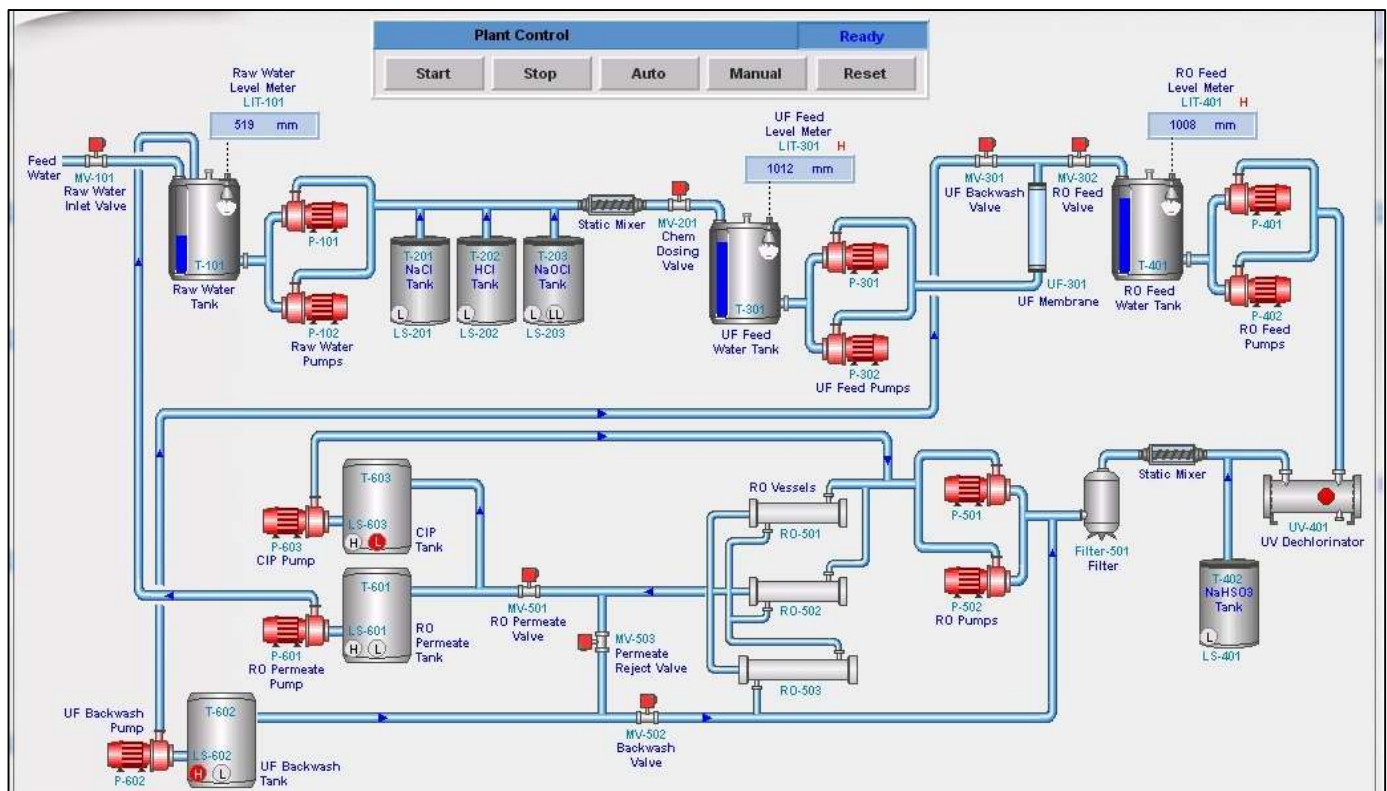 Plant Control
Ready
Start
Stop
Auto
Manual
Reset
Raw Water
Level Meter
LIT-101
519 mm
UF Feed
Level Meter
LIT-301 H
1012 mm
RO Feed
Level Meter
LIT-401 H
1008 mm
Feed
Water
MV-101
Raw Water
Inlet Valve
T-101
Raw Water
Tank
P-101
P-102
Raw Water
Pumps
T-201
NaCl
Tank
L
LS-201
T-202
HCl
Tank
L
LS-202
T-203
NaOCl
Tank
L LL
LS-203
Static Mixer
MV-201
Chem
Dosing
Valve
T-301
UF Feed
Water Tank
P-301
P-302
UF Feed Pumps
MV-301
UF Backwash
Valve
MV-302
RO Feed
Valve
UF-301
UF Membrane
T-401
RO Feed
Water Tank
P-401
P-402
RO Feed
Pumps
T-603
LS-603
H L
CIP
Tank
P-603
CIP Pump
T-601
LS-601
H L
RO
Permeate
Tank
P-601
RO Permeate
Pump
MV-501
RO Permeate
Valve
MV-503
Permeate
Reject Valve
RO Vessels
RO-501
RO-502
RO-503
P-501
P-502
RO Pumps
Filter-501
Filter
Static Mixer
UV-401
UV Dechlorinator
T-402
NaHSO3
Tank
L
LS-401
UF Backwash
Pump
P-602
T-602
LS-602
H L
UF Backwash
Tank
MV-502
Backwash
Valve